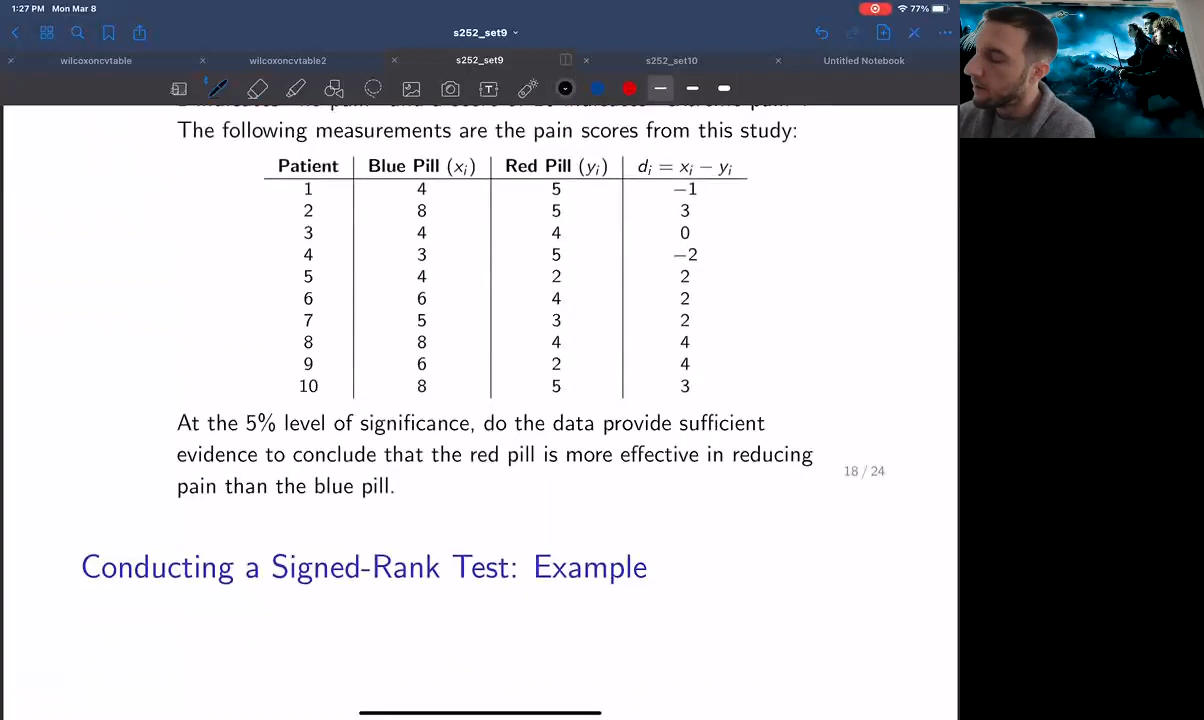 1:27 PM Mon Mar 8
77%
s252_set9
wilcoxoncvtable
wilcoxoncvtable2
s252_set9
s252_set10
Untitled Notebook
The following measurements are the pain scores from this study:
Patient Blue Pill (xᵢ) Red Pill (yᵢ) dᵢ = xᵢ − yᵢ
1 4 5 −1
2 8 5 3
3 4 4 0
4 3 5 −2
5 4 2 2
6 6 4 2
7 5 3 2
8 8 4 4
9 6 2 4
10 8 5 3
At the 5% level of significance, do the data provide sufficient
evidence to conclude that the red pill is more effective in reducing
pain than the blue pill.
18 / 24
Conducting a Signed-Rank Test: Example